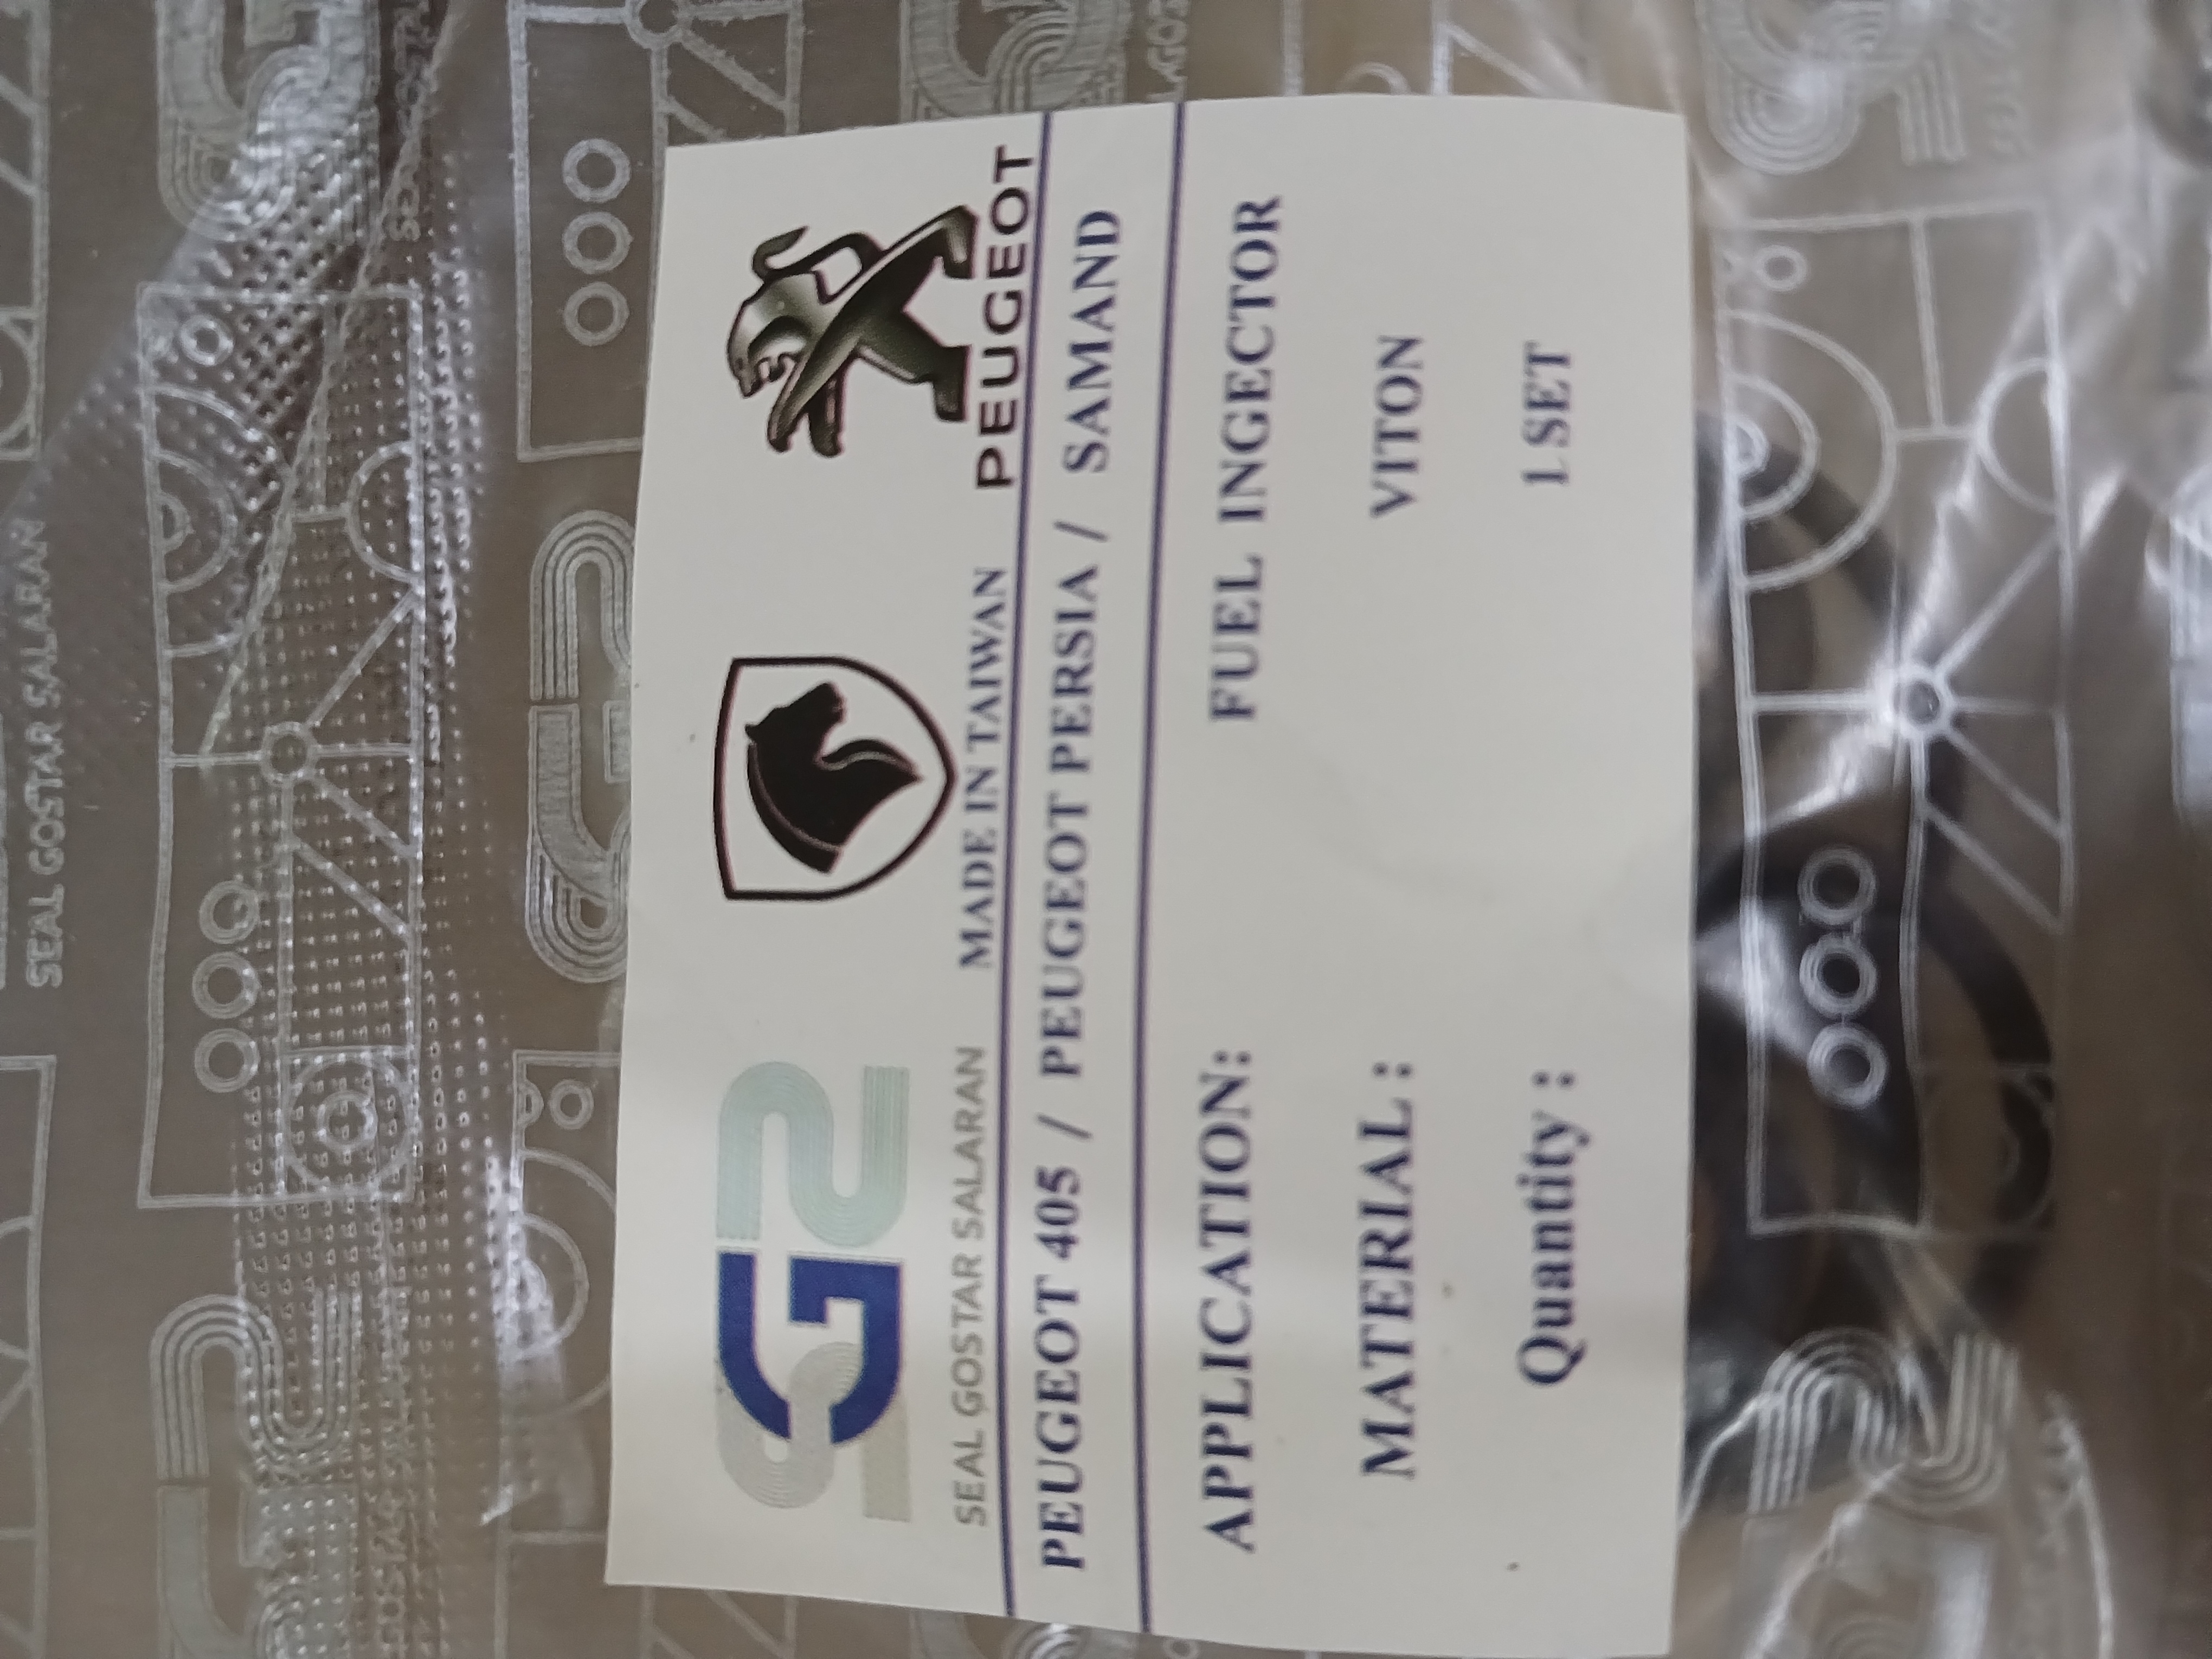 SEAL GOSTAR SALARAN
MADE IN TAIWAN
PEUGEOT
PEUGEOT 405 / PEUGEOT PERSIA / SAMAND
APPLICATION: FUEL INGECTOR
MATERIAL : VITON
Quantity : 1 SET
SEAL GOSTAR SALARAN